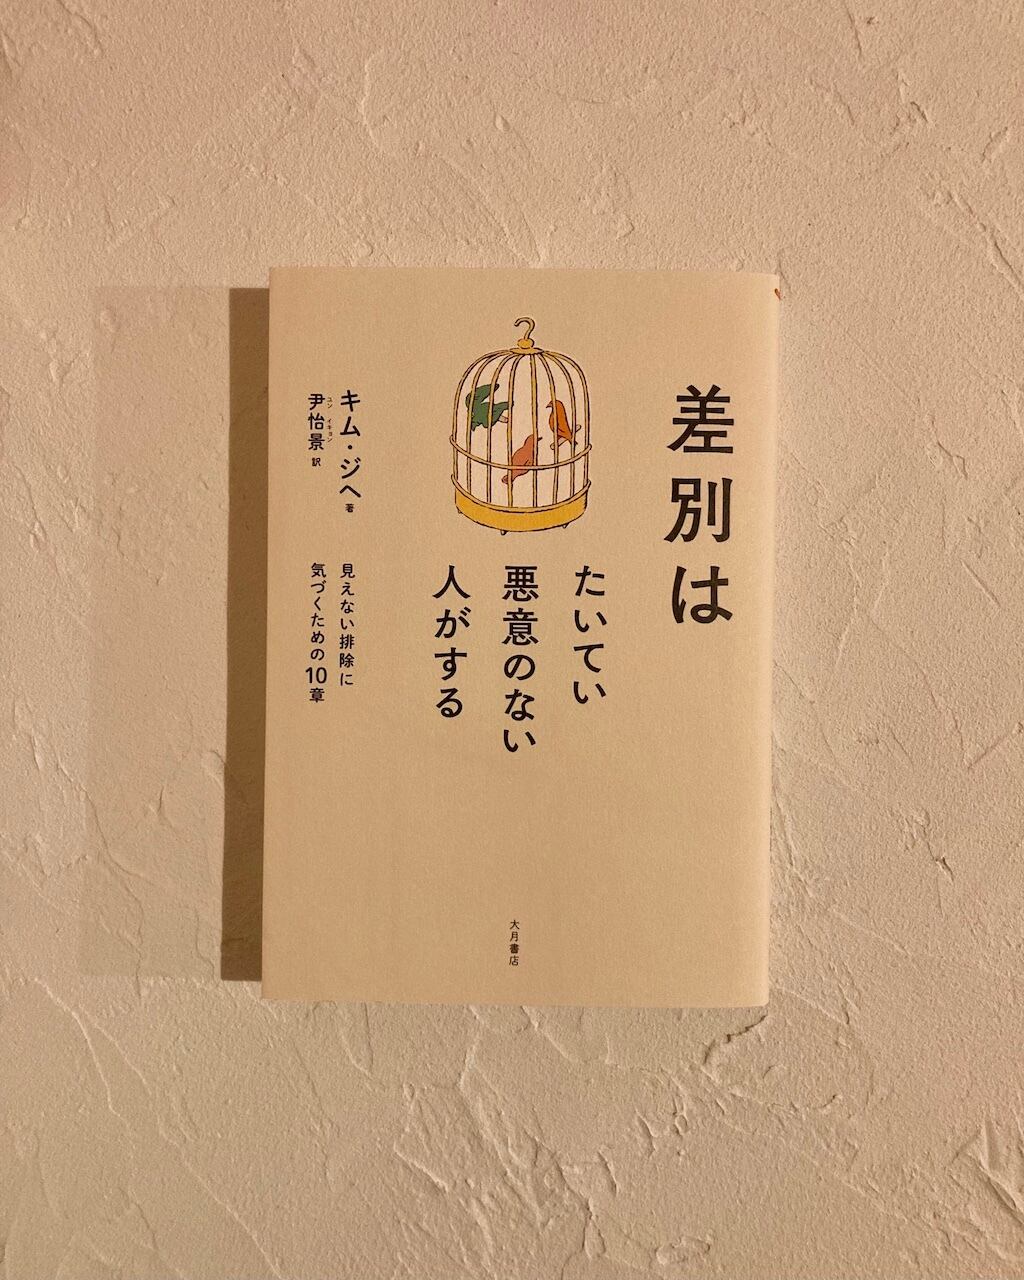 差別は
たいてい
悪意のない
人がする
キム・ジヘ 著
尹怡景 訳
ユン イキョン
見えない排除に
気づくための10章
大月書店